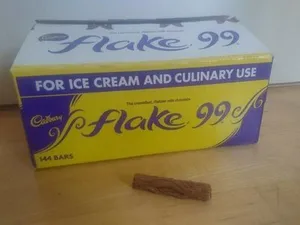 flake 99
FOR ICE CREAM AND CULINARY USE
Cadbury
flake 99
144 BARS